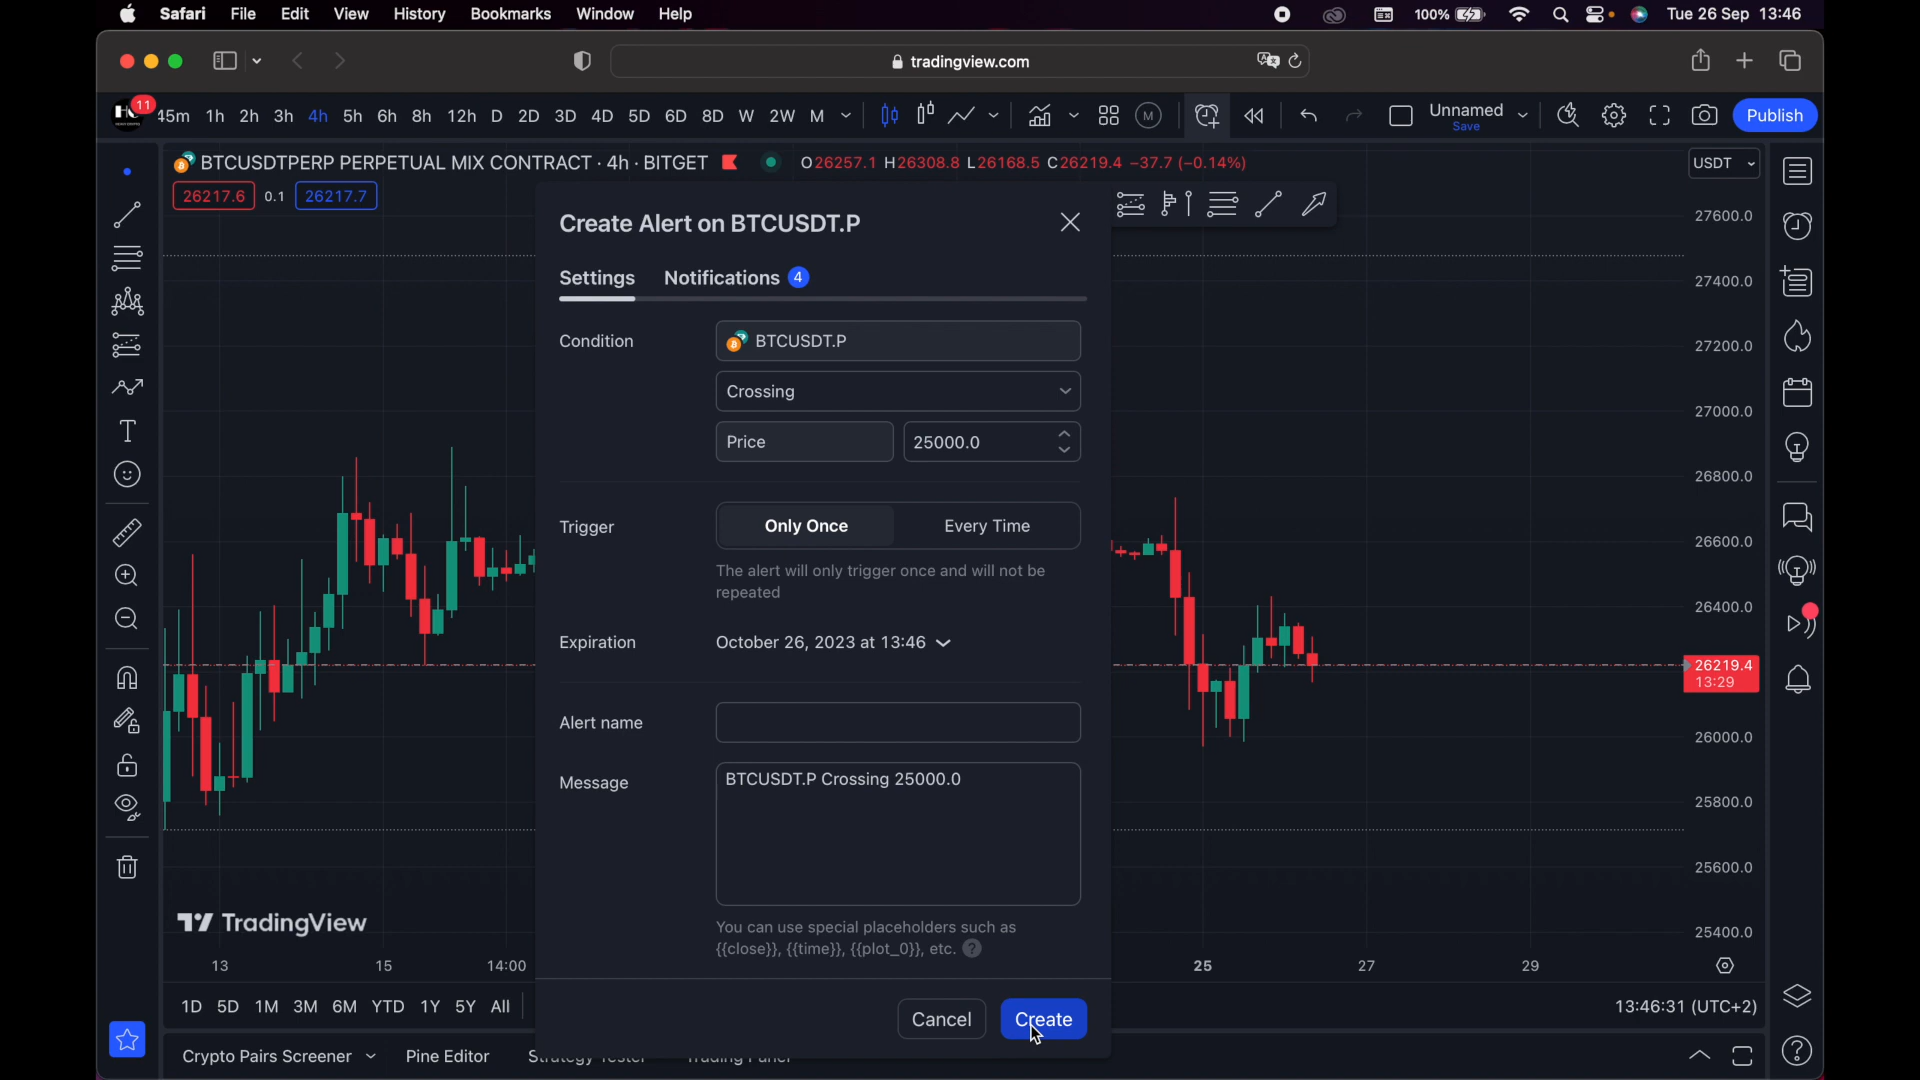 Safari File Edit View History Bookmarks Window Help 100% Tue 26 Sep 13:46
tradingview.com
11 45m 1h 2h 3h 4h 5h 6h 8h 12h D 2D 3D 4D 5D 6D 8D W 2W M M Unnamed Publish
Save
BTCUSDTPERP PERPETUAL MIX CONTRACT · 4h · BITGET O26257.1 H26308.8 L26168.5 C26219.4 −37.7 (−0.14%) USDT
26217.6 0.1 26217.7
Create Alert on BTCUSDT.P
Settings Notifications 4
Condition BTCUSDT.P
Crossing
Price 25000.0
Trigger Only Once Every Time
The alert will only trigger once and will not be
repeated
Expiration October 26, 2023 at 13:46
Alert name
Message BTCUSDT.P Crossing 25000.0
You can use special placeholders such as
{{close}}, {{time}}, {{plot_0}}, etc. ?
Cancel Create
27600.0
27400.0
27200.0
27000.0
26800.0
26600.0
26400.0
26219.4
13:29
26000.0
25800.0
25600.0
25400.0
TradingView
13 15 14:00 25 27 29
1D 5D 1M 3M 6M YTD 1Y 5Y All 13:46:31 (UTC+2)
Crypto Pairs Screener Pine Editor Strategy Tester Trading Panel